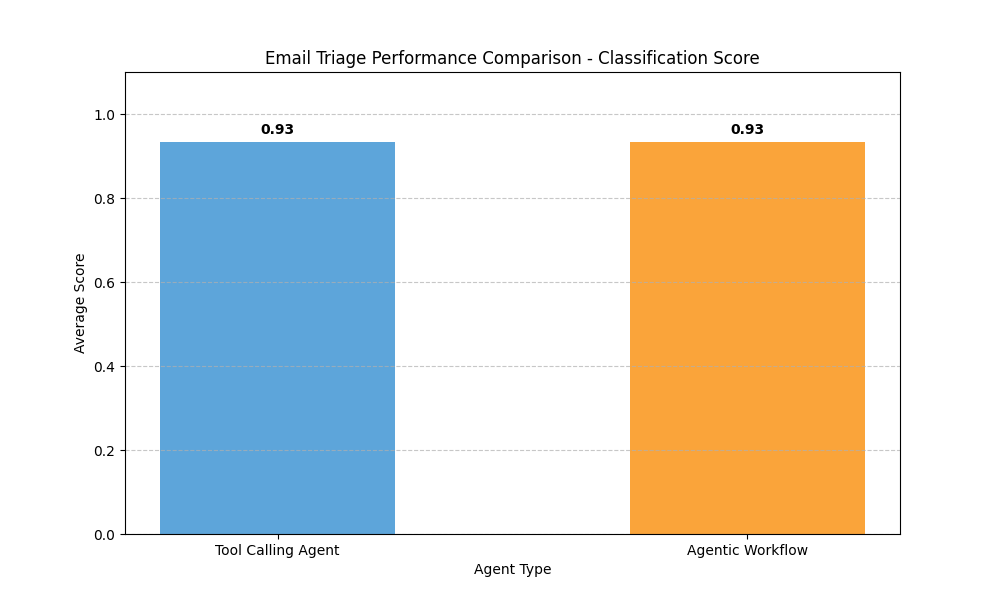 Email Triage Performance Comparison - Classification Score
0.93
0.93
1.0
0.8
0.6
0.4
0.2
0.0
Average Score
Tool Calling Agent
Agentic Workflow
Agent Type